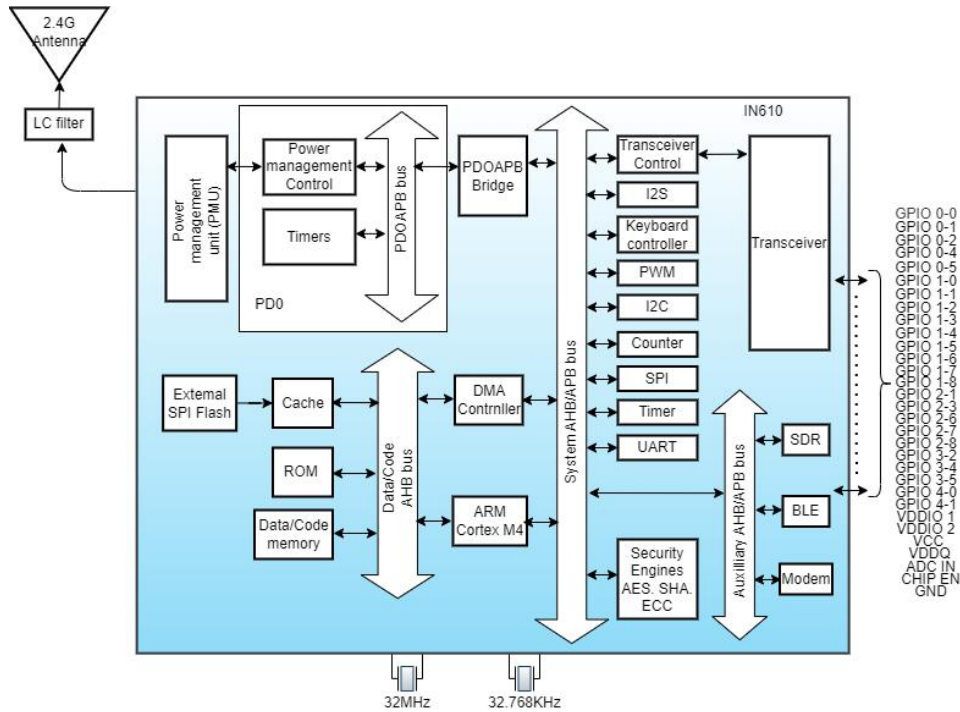 2.4G
Antenna
LC filter
IN610
Power
management
unit (PMU)
Power
management
Control
Timers
PD0
PDOAPB bus
PDOAPB
Bridge
System AHB/APB bus
Transceiver
Control
I2S
Keyboard
controller
PWM
I2C
Counter
SPI
Timer
UART
Security
Engines
AES. SHA.
ECC
Transceiver
External
SPI Flash
Cache
ROM
Data/Code
memory
Data/Code
AHB bus
DMA
Contrnller
ARM
Cortex M4
Auxilliary AHB/APB bus
SDR
BLE
Modem
GPIO 0-0
GPIO 0-1
GPIO 0-2
GPIO 0-4
GPIO 0-5
GPIO 1-0
GPIO 1-1
GPIO 1-2
GPIO 1-3
GPIO 1-4
GPIO 1-5
GPIO 1-6
GPIO 1-7
GPIO 1-8
GPIO 2-1
GPIO 2-3
GPIO 2-6
GPIO 2-7
GPIO 2-8
GPIO 3-2
GPIO 3-4
GPIO 3-5
GPIO 4-0
GPIO 4-1
VDDIO 1
VDDIO 2
VCC
VDDQ
ADC IN
CHIP EN
GND
32MHz
32.768KHz